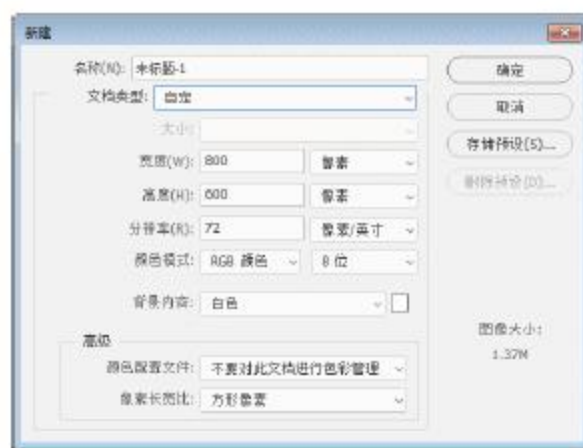 新建
名称(N): 未标题-1
确定
文档类型: 自定
取消
大小:
存储预设(S)...
宽度(W): 800 像素
删除预设(D)...
高度(H): 600 像素
分辨率(R): 72 像素/英寸
颜色模式: RGB 颜色 8 位
背景内容: 白色
图像大小:
1.37M
高级
颜色配置文件: 不要对此文档进行色彩管理
像素长宽比: 方形像素